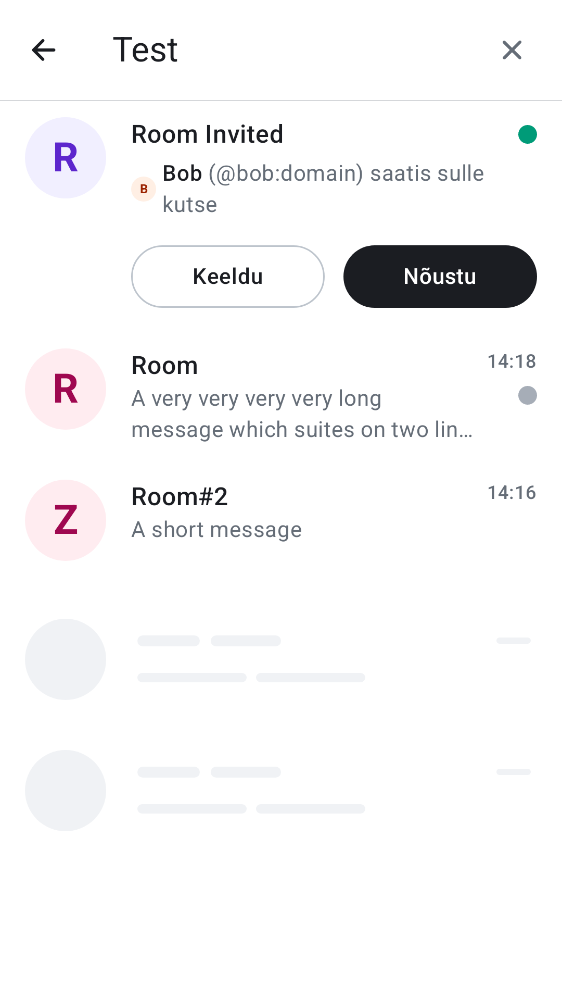 Test
R
Room Invited
B
Bob (@bob:domain) saatis sulle
kutse
Keeldu
Nõustu
R
Room
14:18
A very very very very long
message which suites on two lin…
Z
Room#2
14:16
A short message